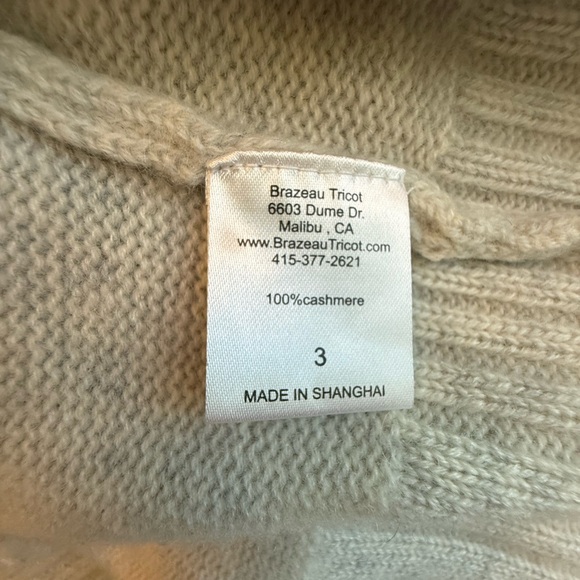 Brazeau Tricot
6603 Dume Dr.
Malibu , CA
www.BrazeauTricot.com
415-377-2621
100%cashmere
3
MADE IN SHANGHAI